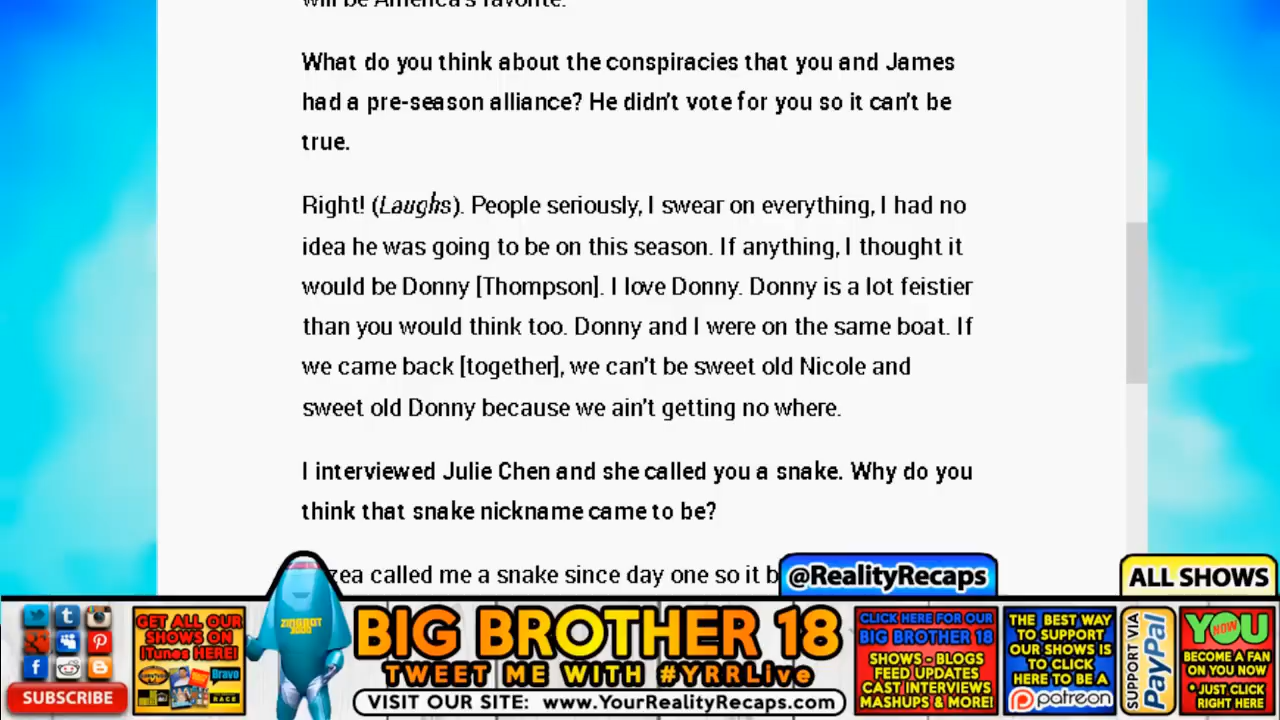 will be America's favorite.
What do you think about the conspiracies that you and James
had a pre-season alliance? He didn't vote for you so it can't be
true.
Right! (Laughs). People seriously, I swear on everything, I had no
idea he was going to be on this season. If anything, I thought it
would be Donny [Thompson]. I love Donny. Donny is a lot feistier
than you would think too. Donny and I were on the same boat. If
we came back [together], we can't be sweet old Nicole and
sweet old Donny because we ain't getting no where.
I interviewed Julie Chen and she called you a snake. Why do you
think that snake nickname came to be?
zea called me a snake since day one so it b
@RealityRecaps
ALL SHOWS
GET ALL OUR
SHOWS ON
iTunes HERE!
SURVIVOR
Bravo
RACE
SUBSCRIBE
ZINGBOT
3000
BIG BROTHER 18
TWEET ME WITH #YRRLive
VISIT OUR SITE: www.YourRealityRecaps.com
CLICK HERE FOR OUR
BIG BROTHER 18
SHOWS - BLOGS
FEED UPDATES
CAST INTERVIEWS
MASHUPS & MORE!
THE BEST WAY
TO SUPPORT
OUR SHOWS IS
TO CLICK
HERE TO BE A
patreon
SUPPORT VIA
PayPal
YOU
NOW
BECOME A FAN
ON YOU NOW
* JUST CLICK
RIGHT HERE